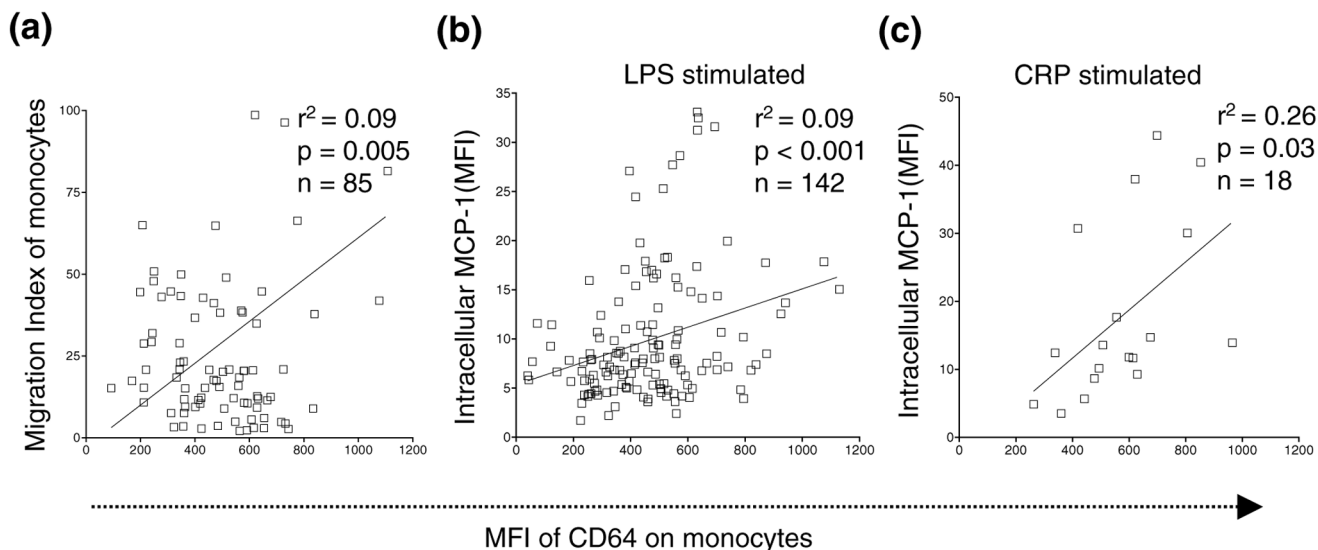 (a)
Migration Index of monocytes
100
75
50
25
0
0 200 400 600 800 1000 1200
r² = 0.09
p = 0.005
n = 85
(b)
LPS stimulated
Intracellular MCP-1(MFI)
35
30
25
20
15
10
5
0
0 200 400 600 800 1000 1200
r² = 0.09
p < 0.001
n = 142
(c)
CRP stimulated
Intracellular MCP-1(MFI)
50
40
30
20
10
0
0 200 400 600 800 1000 1200
r² = 0.26
p = 0.03
n = 18
MFI of CD64 on monocytes